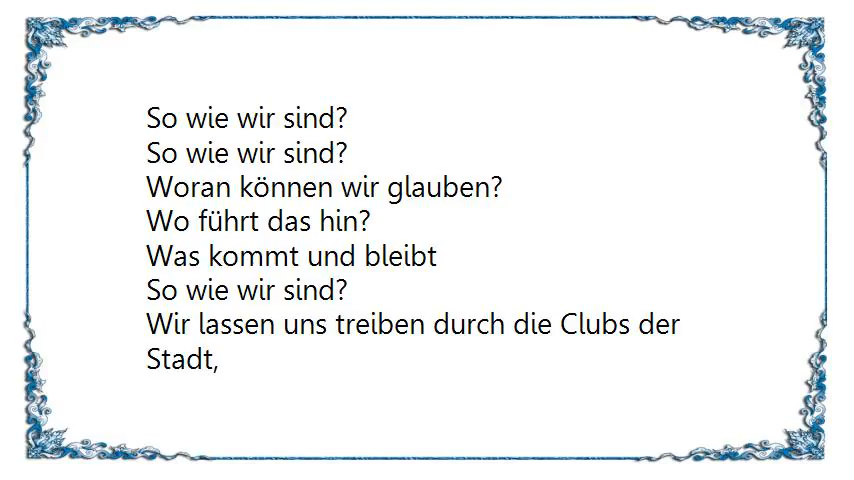 So wie wir sind?
So wie wir sind?
Woran können wir glauben?
Wo führt das hin?
Was kommt und bleibt
So wie wir sind?
Wir lassen uns treiben durch die Clubs der
Stadt,